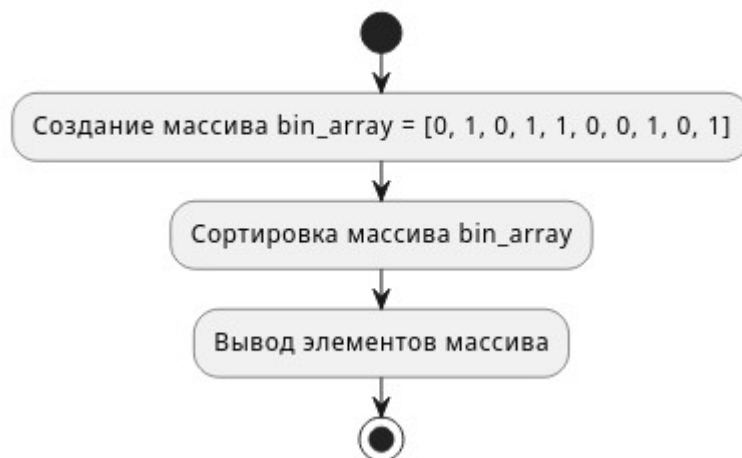 Создание массива bin_array = [0, 1, 0, 1, 1, 0, 0, 1, 0, 1]
Сортировка массива bin_array
Вывод элементов массива